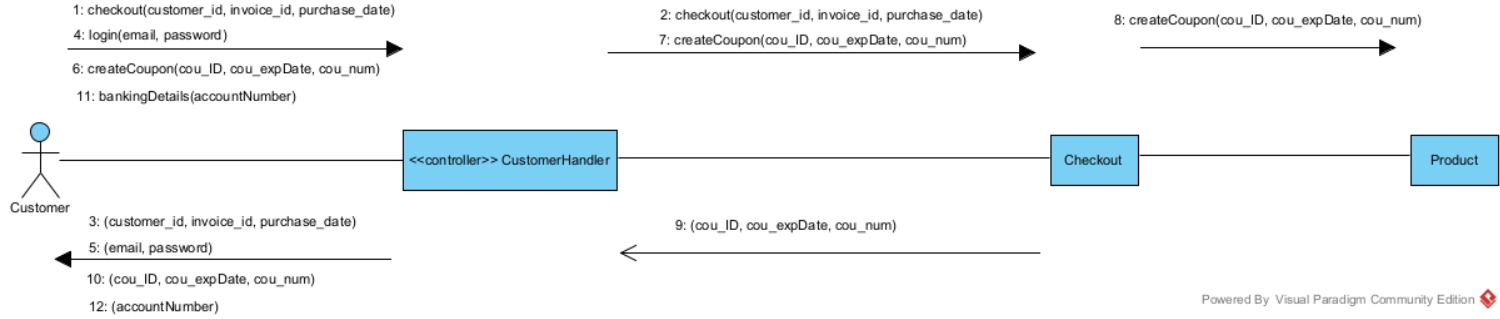 1: checkout(customer_id, invoice_id, purchase_date)
4: login(email, password)
6: createCoupon(cou_ID, cou_expDate, cou_num)
11: bankingDetails(accountNumber)
2: checkout(customer_id, invoice_id, purchase_date)
7: createCoupon(cou_ID, cou_expDate, cou_num)
8: createCoupon(cou_ID, cou_expDate, cou_num)
Customer
<<controller>> CustomerHandler
Checkout
Product
3: (customer_id, invoice_id, purchase_date)
5: (email, password)
10: (cou_ID, cou_expDate, cou_num)
12: (accountNumber)
9: (cou_ID, cou_expDate, cou_num)
Powered By Visual Paradigm Community Edition